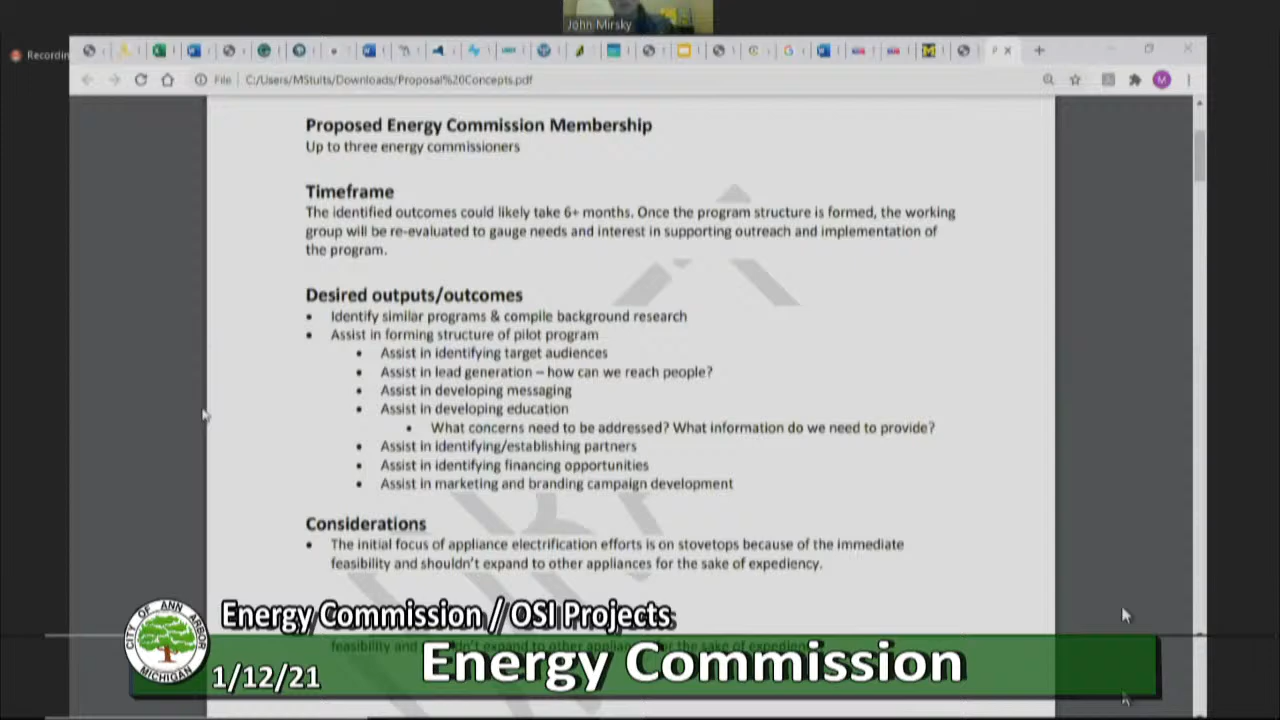 John Mirsky
Recordin
File
C:/Users/MStults/Downloads/Proposal%20Concepts.pdf
M
Proposed Energy Commission Membership
Up to three energy commissioners
Timeframe
The identified outcomes could likely take 6+ months. Once the program structure is formed, the working
group will be re-evaluated to gauge needs and interest in supporting outreach and implementation of
the program.
Desired outputs/outcomes
• Identify similar programs & compile background research
• Assist in forming structure of pilot program
• Assist in identifying target audiences
• Assist in lead generation – how can we reach people?
• Assist in developing messaging
• Assist in developing education
• What concerns need to be addressed? What information do we need to provide?
• Assist in identifying/establishing partners
• Assist in identifying financing opportunities
• Assist in marketing and branding campaign development
Considerations
• The initial focus of appliance electrification efforts is on stovetops because of the immediate
feasibility and shouldn't expand to other appliances for the sake of expediency.
Energy Commission / OSI Projects
CITY OF ANN ARBOR
MICHIGAN
1/12/21
Energy Commission